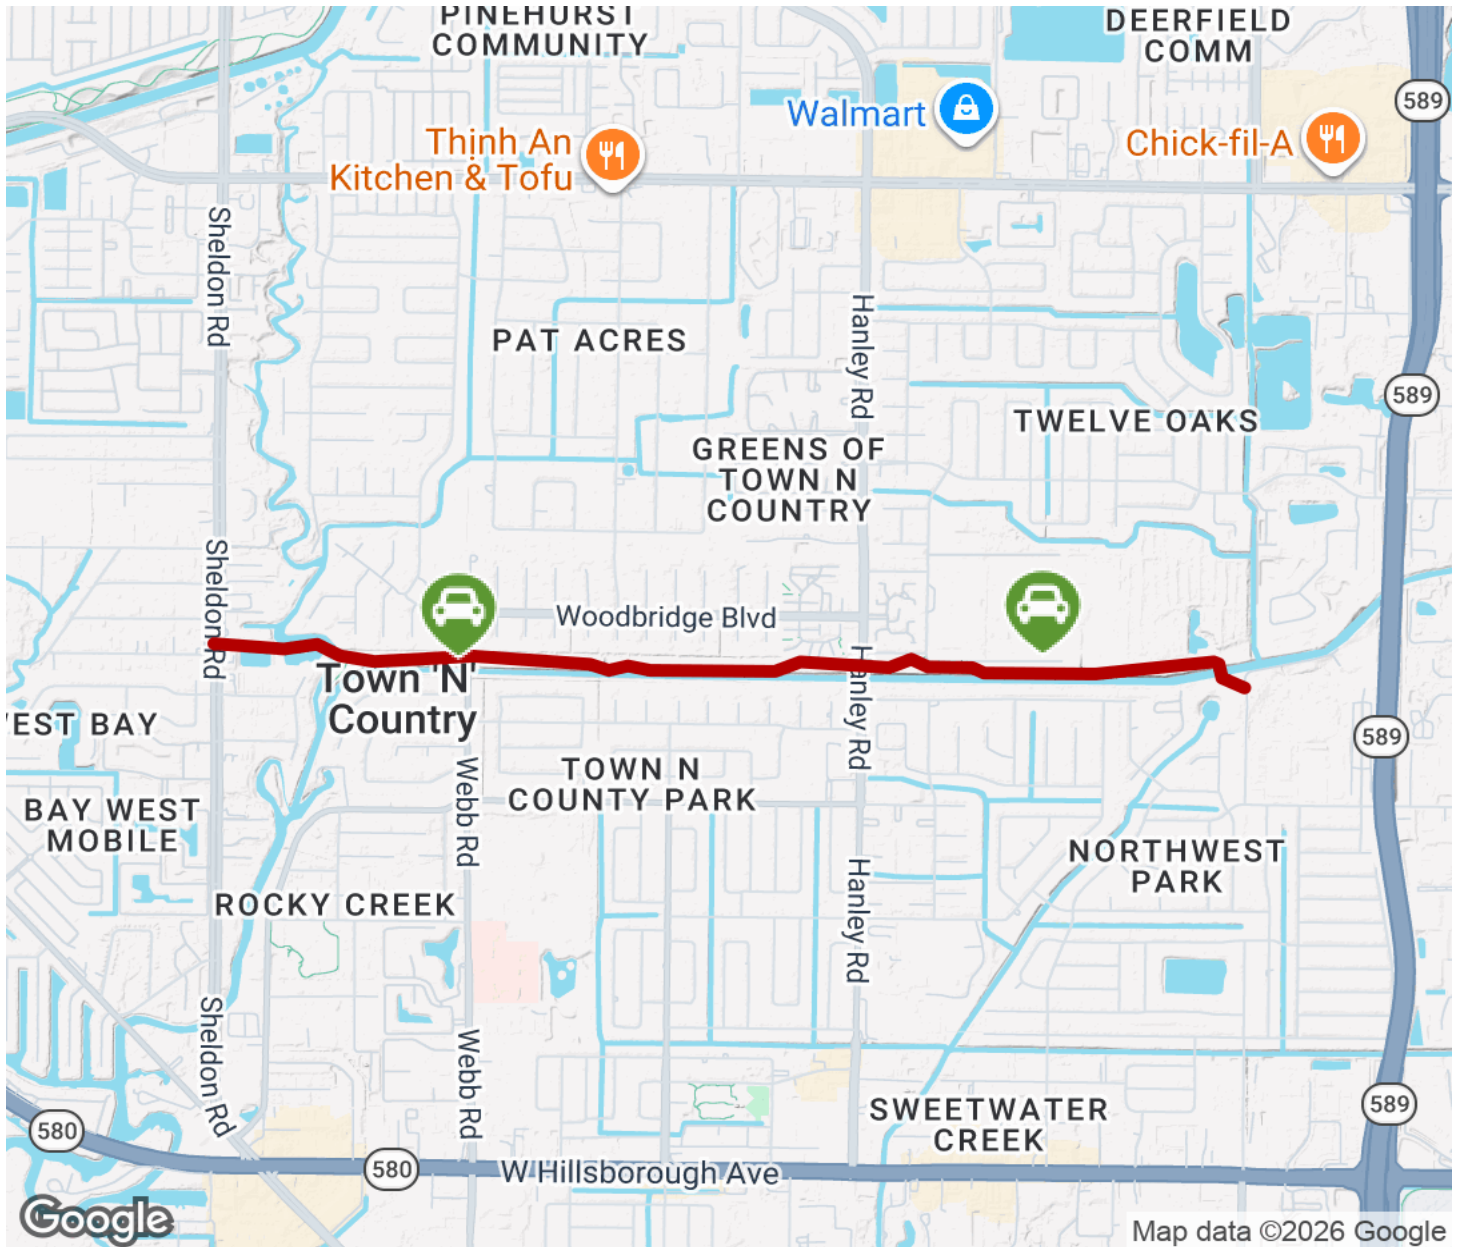 PINEHURST
COMMUNITY
DEERFIELD
COMM
589
Walmart
Thịnh An
Kitchen & Tofu
Chick-fil-A
Sheldon Rd
Hanley Rd
PAT ACRES
589
TWELVE OAKS
GREENS OF
TOWN N
COUNTRY
Sheldon Rd
Woodbridge Blvd
Town 'N'
Country
Hanley Rd
EST BAY
589
Webb Rd
TOWN N
COUNTY PARK
BAY WEST
MOBILE
NORTHWEST
PARK
ROCKY CREEK
Hanley Rd
Sheldon Rd
Webb Rd
SWEETWATER
CREEK
589
580
580
W Hillsborough Ave
Google
Map data ©2026 Google